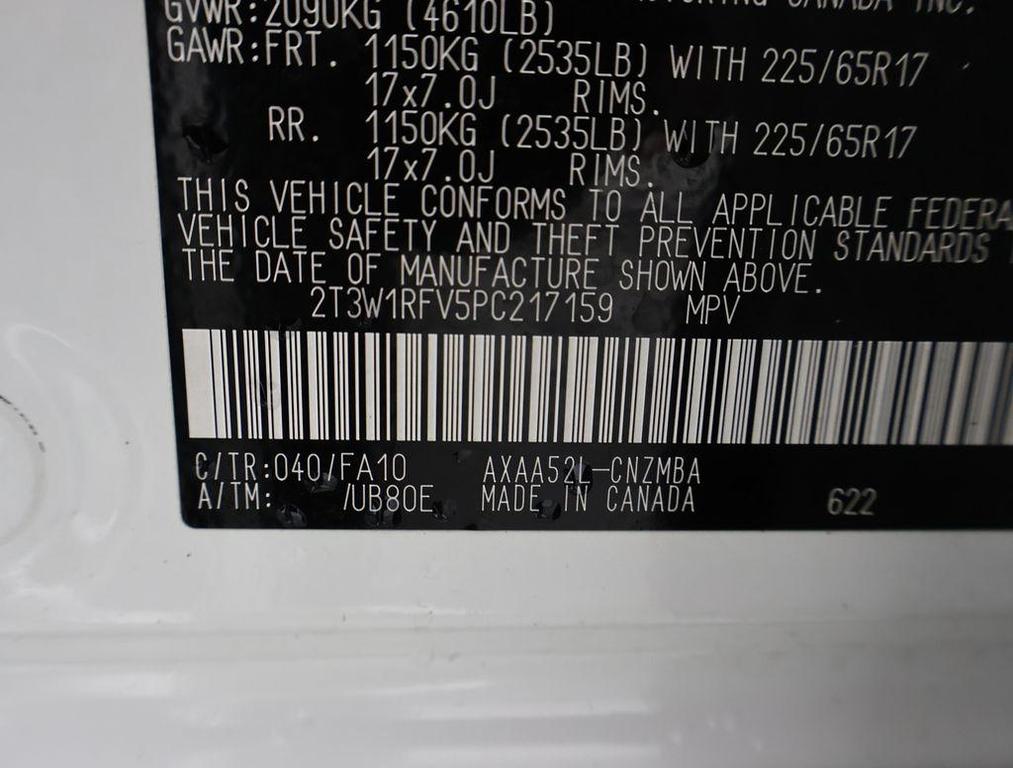 GVWR:2090KG (4610LB) CANADA INC.
GAWR:FRT. 1150KG (2535LB) WITH 225/65R17
17x7.0J RIMS.
RR. 1150KG (2535LB) WITH 225/65R17
17x7.0J RIMS.
THIS VEHICLE CONFORMS TO ALL APPLICABLE FEDERA
VEHICLE SAFETY AND THEFT PREVENTION STANDARDS
THE DATE OF MANUFACTURE SHOWN ABOVE.
2T3W1RFV5PC217159 MPV
C/TR:040/FA10 AXAA52L-CNZMBA
A/TM: /UB80E MADE IN CANADA 622